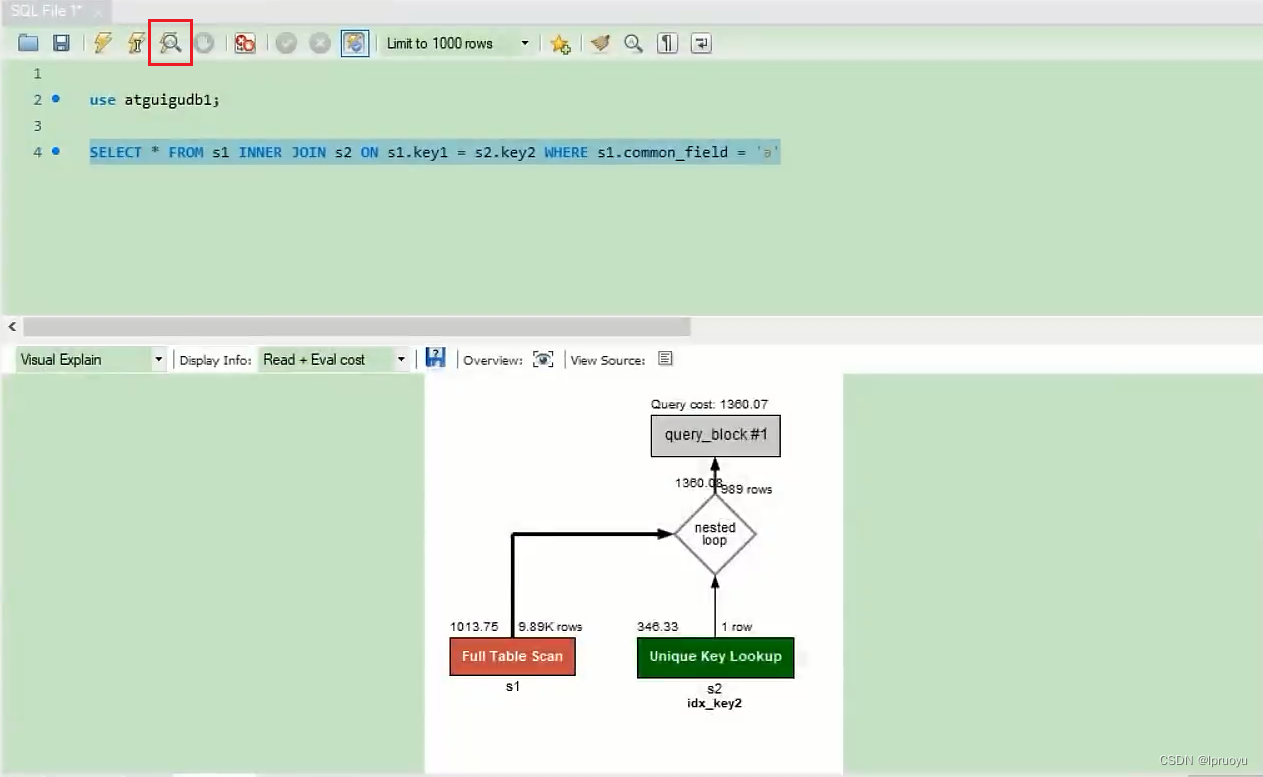 SQL File 1*
Limit to 1000 rows
1
2 use atguigudb1;
3
4 SELECT * FROM s1 INNER JOIN s2 ON s1.key1 = s2.key2 WHERE s1.common_field = 'a'
Visual Explain Display Info: Read + Eval cost Overview: View Source:
Query cost: 1360.07
query_block #1
1360.08 989 rows
nested
loop
1013.75 9.89K rows 346.33 1 row
Full Table Scan Unique Key Lookup
s1 s2
idx_key2
CSDN @lpruoyu